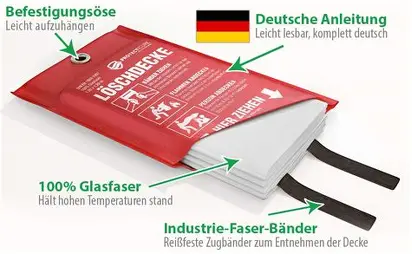 Befestigungsöse
Leicht aufzuhängen
Deutsche Anleitung
Leicht lesbar, komplett deutsch
LÖSCHDECKE
HIER ZIEHEN
100% Glasfaser
Hält hohen Temperaturen stand
Industrie-Faser-Bänder
Reißfeste Zugbänder zum Entnehmen der Decke